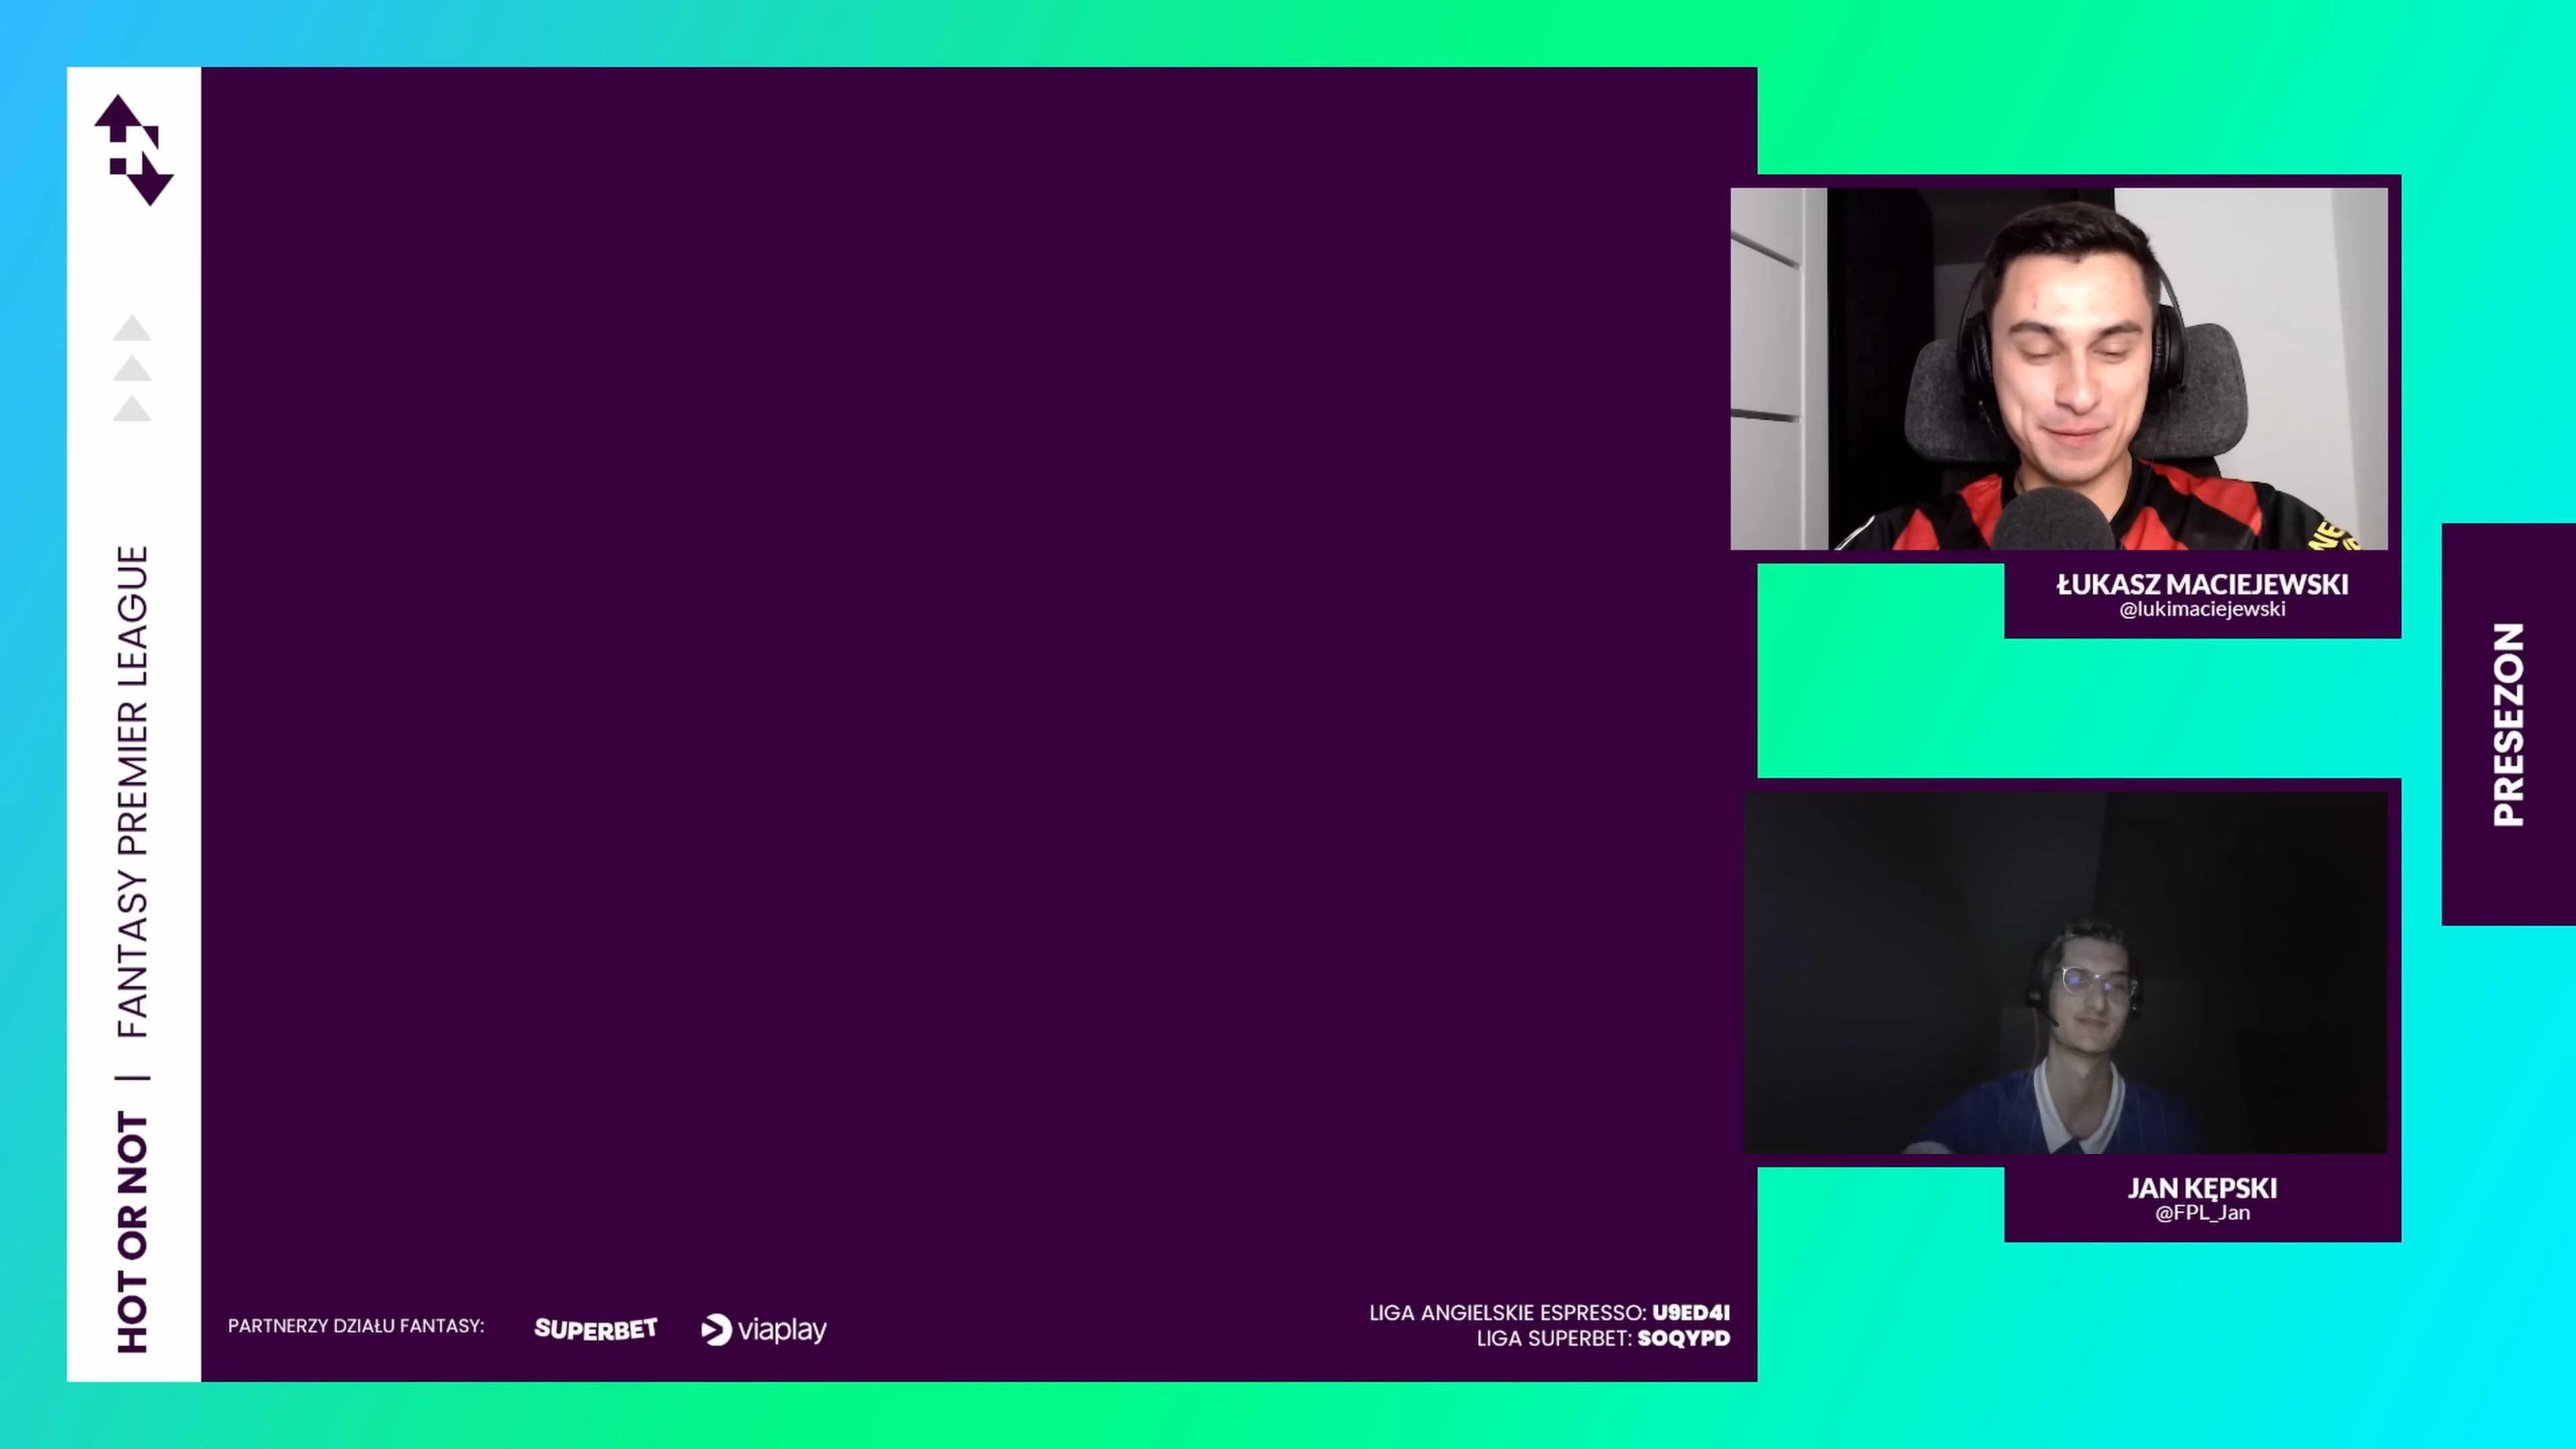 HOT OR NOT | FANTASY PREMIER LEAGUE
ŁUKASZ MACIEJEWSKI
@lukimaciejewski
PRESEZON
JAN KĘPSKI
@FPL_Jan
PARTNERZY DZIAŁU FANTASY: SUPERBET viaplay
LIGA ANGIELSKIE ESPRESSO: U9ED4I
LIGA SUPERBET: SOQYPD